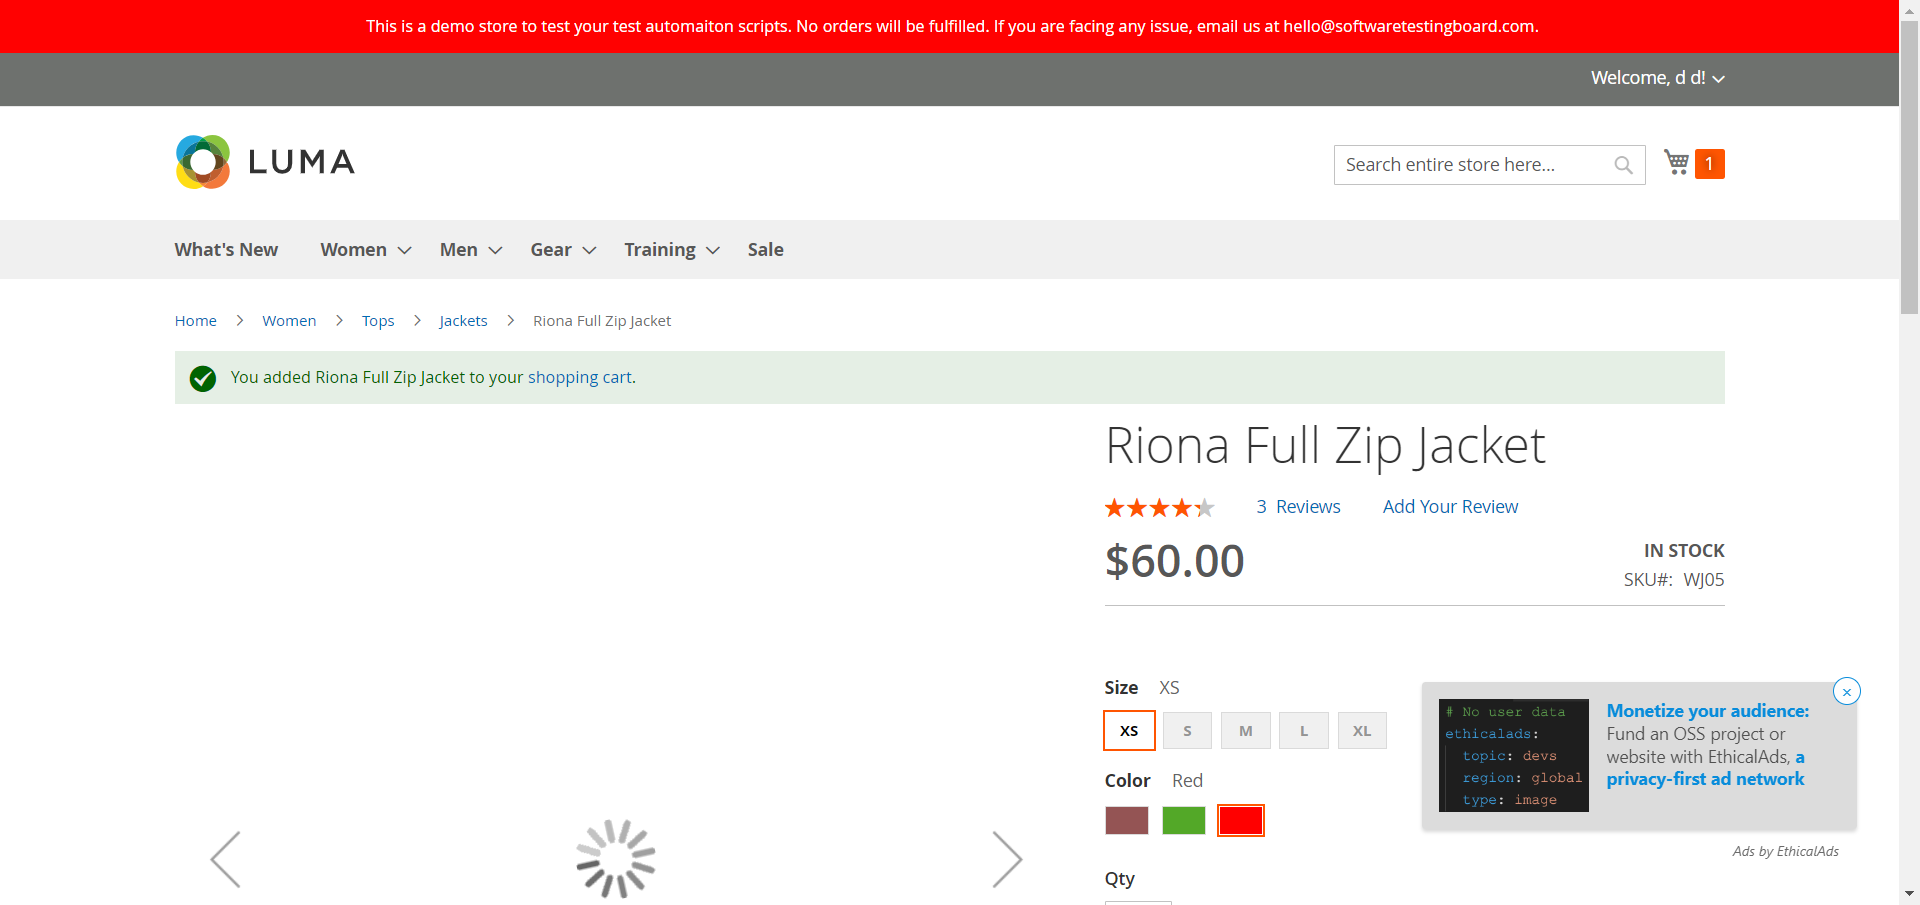 This is a demo store to test your test automaiton scripts. No orders will be fulfilled. If you are facing any issue, email us at hello@softwaretestingboard.com.
Welcome, d d!
LUMA
Search entire store here...
1
What's New Women Men Gear Training Sale
Home > Women > Tops > Jackets > Riona Full Zip Jacket
You added Riona Full Zip Jacket to your shopping cart.
Riona Full Zip Jacket
3 Reviews Add Your Review
$60.00
IN STOCK
SKU#: WJ05
Size XS
XS S M L XL
Color Red
Qty
# No user data
ethicalads:
topic: devs
region: global
type: image
Monetize your audience:
Fund an OSS project or
website with EthicalAds, a
privacy-first ad network
Ads by EthicalAds